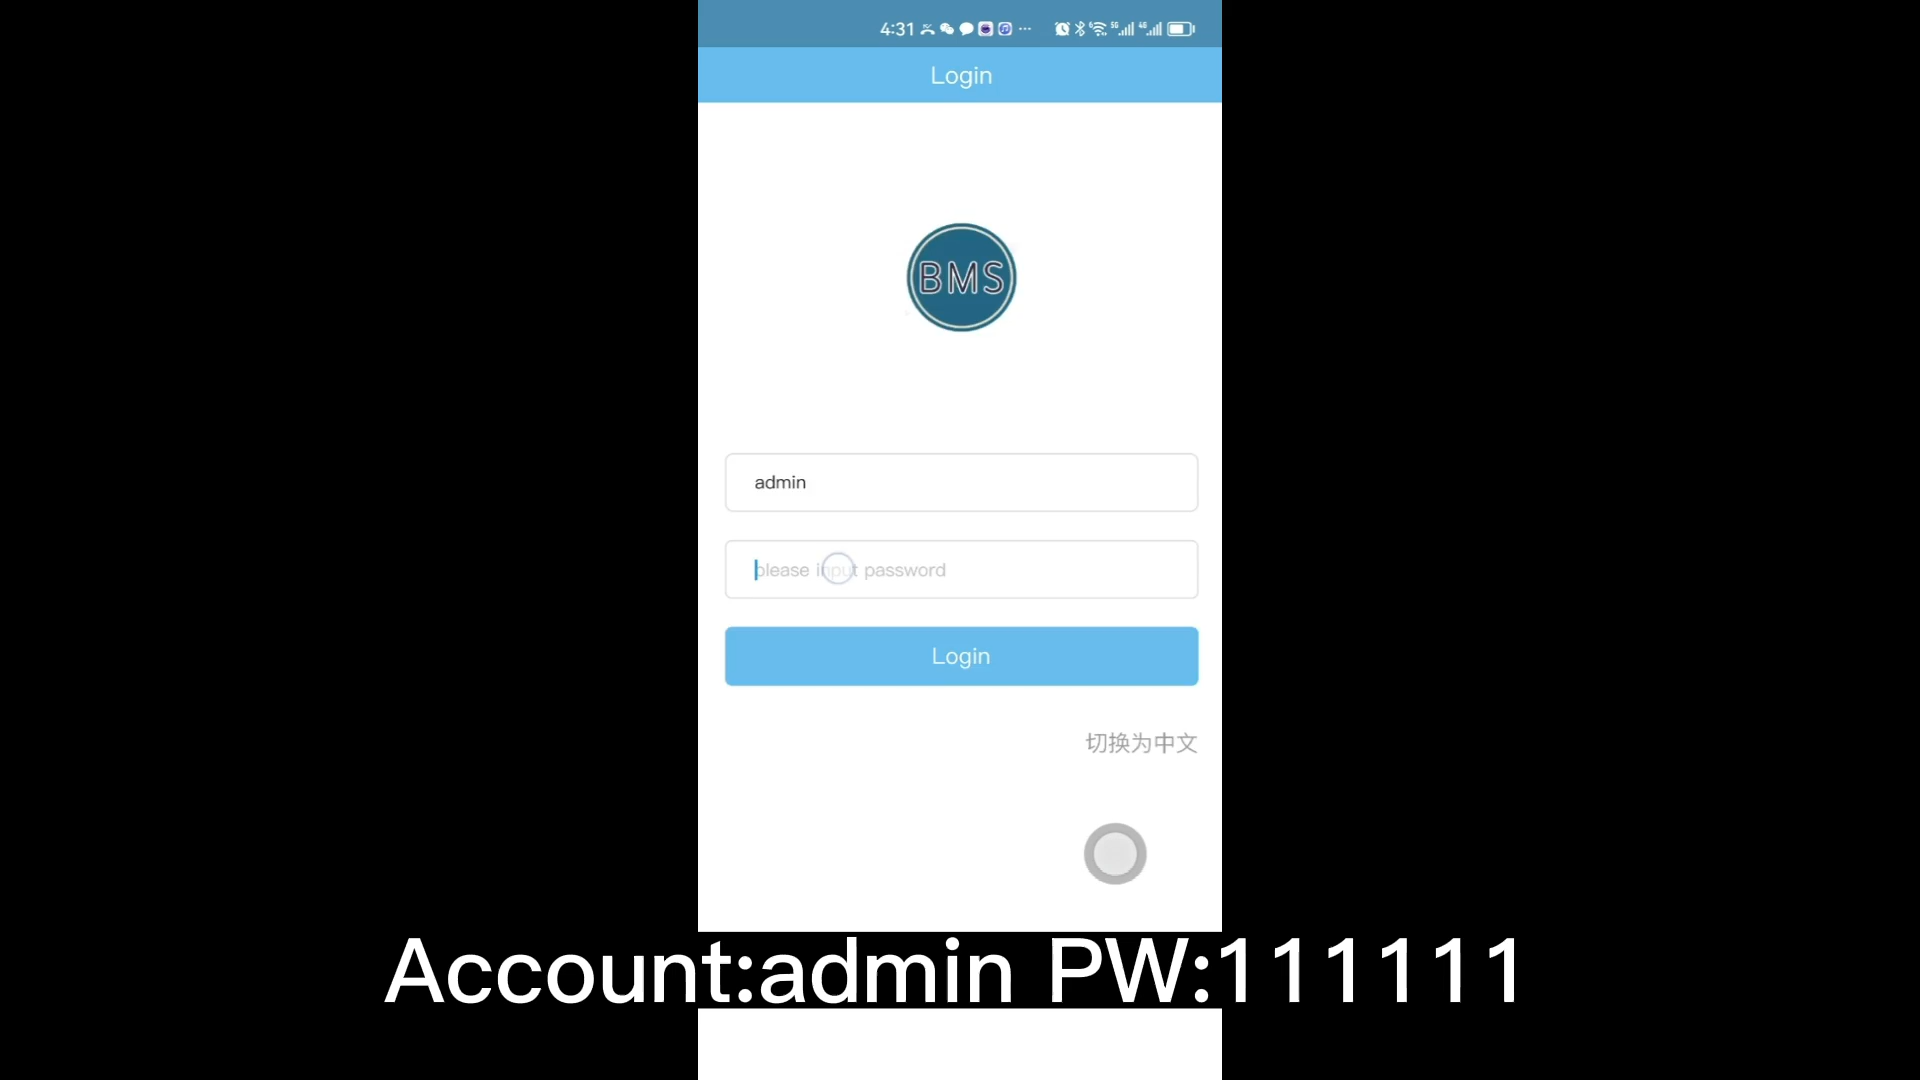 4:31
Login
BMS
admin
please input password
Login
切换为中文
Account:admin PW:111111